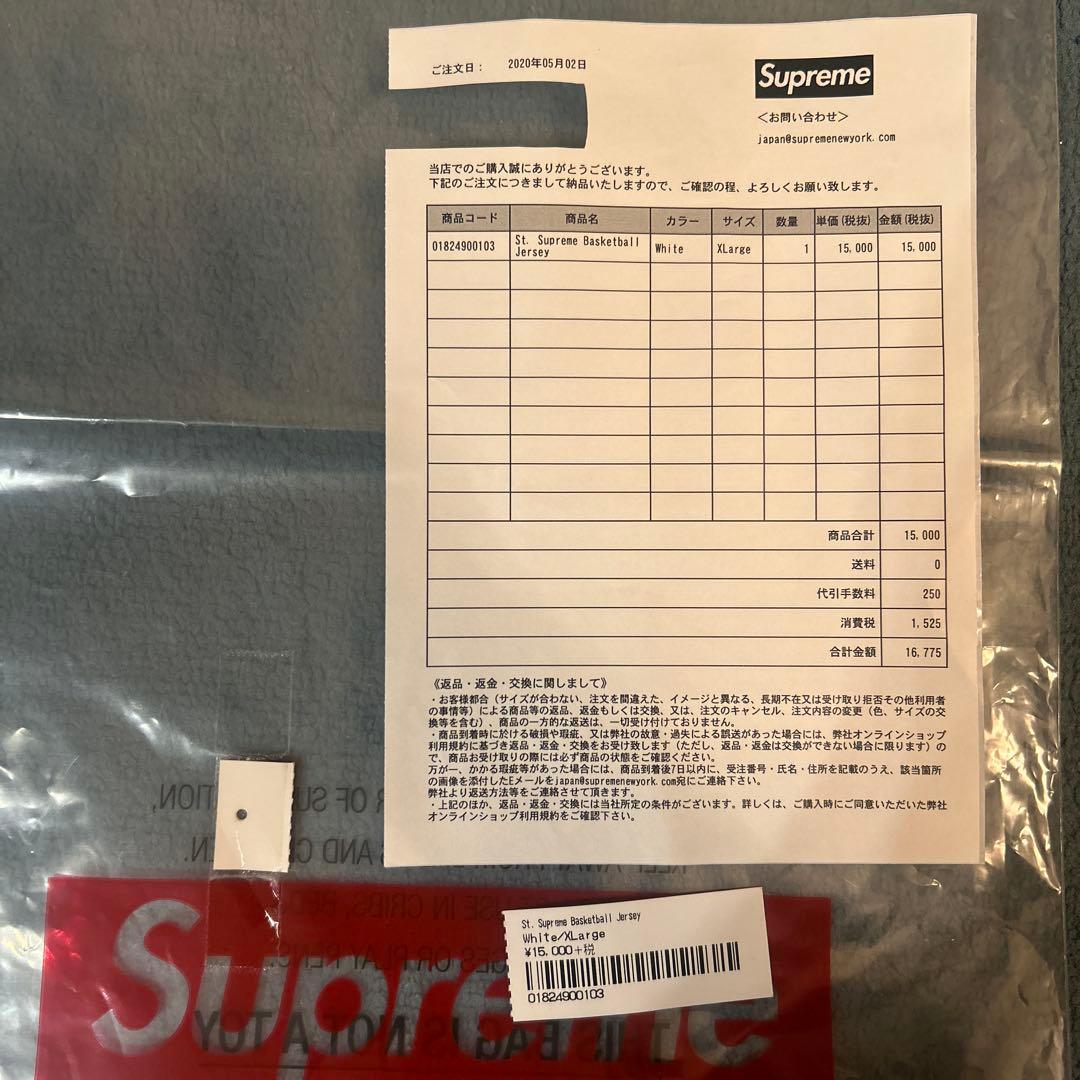 ご注文日： 2020年05月02日
Supreme
＜お問い合わせ＞
japan@supremenewyork.com
当店でのご購入誠にありがとうございます。
下記のご注文につきまして納品いたしますので、ご確認の程、よろしくお願い致します。
商品コード 商品名 カラー サイズ 数量 単価(税抜) 金額(税抜)
01824900103 St. Supreme Basketball Jersey White XLarge 1 15,000 15,000
商品合計 15,000
送料 0
代引手数料 250
消費税 1,525
合計金額 16,775
《返品・返金・交換に関しまして》
・お客様都合（サイズが合わない、注文を間違えた、イメージと異なる、長期不在又は受け取り拒否その他利用者
の事情等）による商品等の返品、返金もしくは交換、又は、注文のキャンセル、注文内容の変更（色、サイズの交
換等を含む）、商品の一方的な返送は、一切受け付けておりません。
・商品到着時に於ける破損や瑕疵、又は弊社の故意・過失による誤送があった場合には、弊社オンラインショップ
利用規約に基づき返品・返金・交換をお受け致します（ただし、返品・返金は交換ができない場合に限ります）の
で、商品お受け取りの際には必ず商品の状態をご確認ください。
万が一、かかる瑕疵等があった場合には、商品到着後7日以内に、受注番号・氏名・住所を記載のうえ、該当箇所
の画像を添付したEメールをjapan@supremenewyork.com宛にご連絡下さい。
弊社より返送方法等をご連絡させて頂きます。
・上記のほか、返品・返金・交換には当社所定の条件がございます。詳しくは、ご購入時にご同意いただいた弊社
オンラインショップ利用規約をご確認下さい。
St. Supreme Basketball Jersey
White/XLarge
¥15,000+税
01824900103
Supreme
THIS BAG IS NOT A TOY